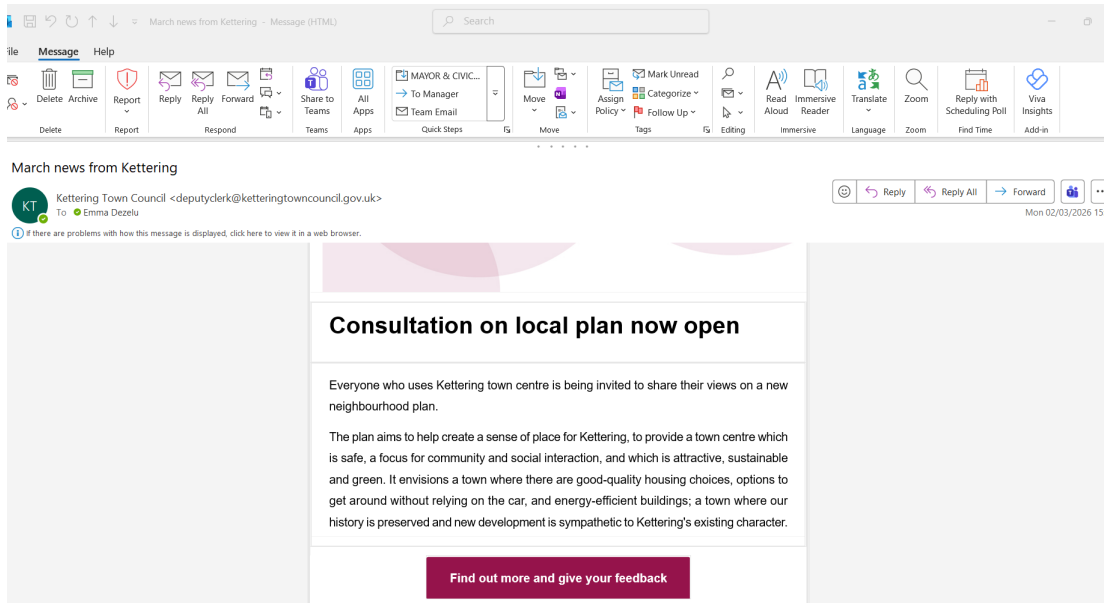 March news from Kettering - Message (HTML)
Search
File Message Help
Delete Archive
Report
Reply Reply All Forward
Share to Teams
All Apps
MAYOR & CIVIC...
To Manager
Team Email
Move
Assign Policy
Mark Unread
Categorize
Follow Up
Read Aloud
Immersive Reader
Translate
Zoom
Reply with Scheduling Poll
Viva Insights
Delete Report Respond Teams Apps Quick Steps Move Tags Editing Immersive Language Zoom Find Time Add-in
March news from Kettering
KT
Kettering Town Council <deputyclerk@ketteringtowncouncil.gov.uk>
To Emma Dezelu
Reply Reply All Forward
Mon 02/03/2026 15
If there are problems with how this message is displayed, click here to view it in a web browser.
Consultation on local plan now open
Everyone who uses Kettering town centre is being invited to share their views on a new
neighbourhood plan.
The plan aims to help create a sense of place for Kettering, to provide a town centre which
is safe, a focus for community and social interaction, and which is attractive, sustainable
and green. It envisions a town where there are good-quality housing choices, options to
get around without relying on the car, and energy-efficient buildings; a town where our
history is preserved and new development is sympathetic to Kettering's existing character.
Find out more and give your feedback